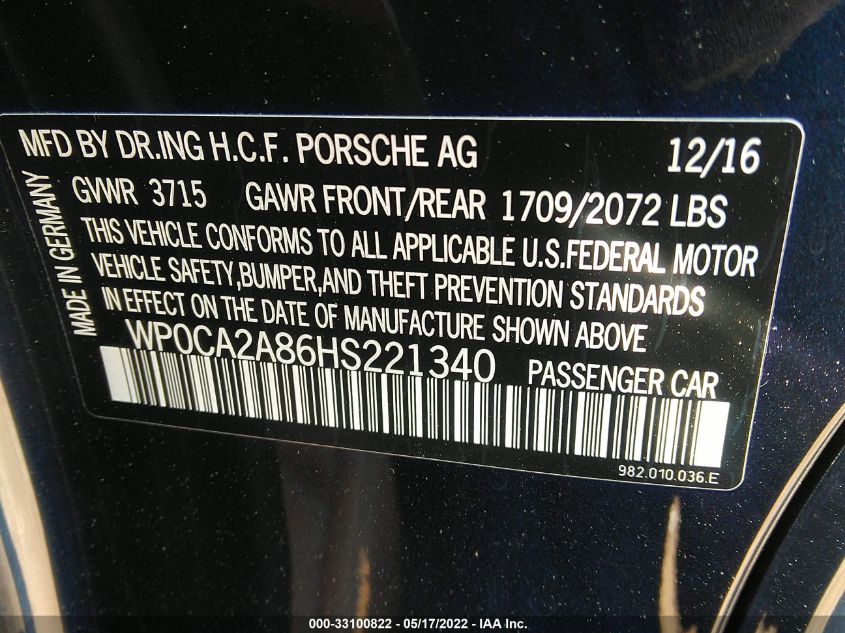 MFD BY DR.ING H.C.F. PORSCHE AG 12/16
GVWR 3715 GAWR FRONT/REAR 1709/2072 LBS
THIS VEHICLE CONFORMS TO ALL APPLICABLE U.S.FEDERAL MOTOR
VEHICLE SAFETY,BUMPER,AND THEFT PREVENTION STANDARDS
IN EFFECT ON THE DATE OF MANUFACTURE SHOWN ABOVE
MADE IN GERMANY
WP0CA2A86HS221340 PASSENGER CAR
982.010.036.E
000-33100822 - 05/17/2022 - IAA Inc.